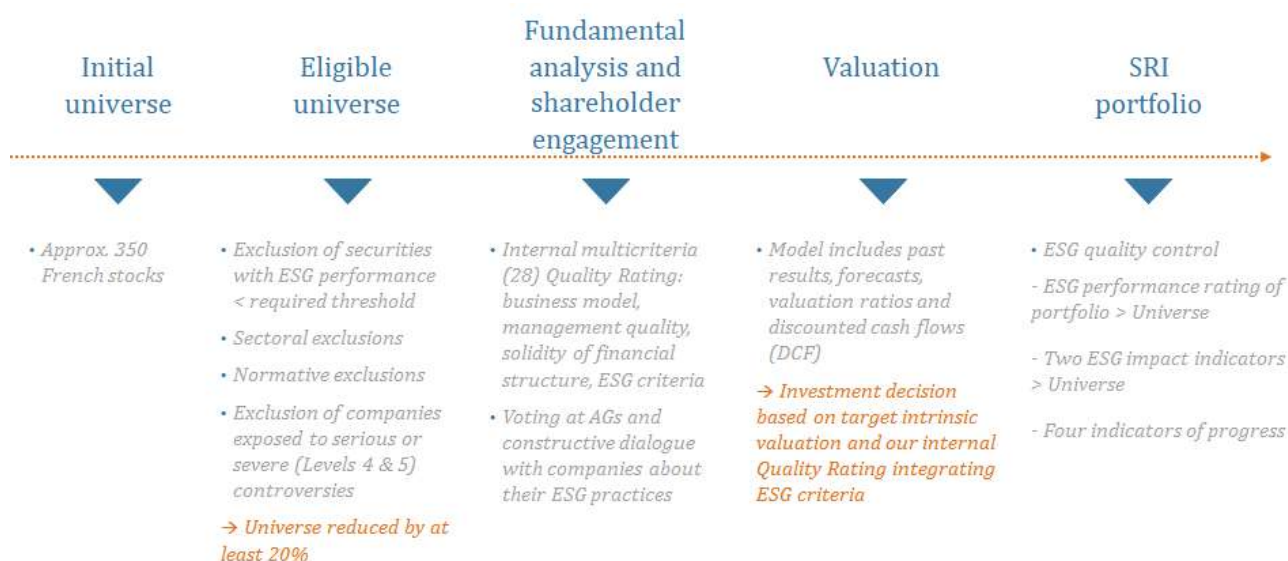 Initial
universe
Eligible
universe
Fundamental
analysis and
shareholder
engagement
Valuation
SRI
portfolio
• Approx. 350
French stocks
• Exclusion of securities
with ESG performance
< required threshold
• Sectoral exclusions
• Normative exclusions
• Exclusion of companies
exposed to serious or
severe (Levels 4 & 5)
controversies
→ Universe reduced by at
least 20%
• Internal multicriteria
(28) Quality Rating:
business model,
management quality,
solidity of financial
structure, ESG criteria
• Voting at AGs and
constructive dialogue
with companies about
their ESG practices
• Model includes past
results, forecasts,
valuation ratios and
discounted cash flows
(DCF)
→ Investment decision
based on target intrinsic
valuation and our internal
Quality Rating integrating
ESG criteria
• ESG quality control
- ESG performance rating of
portfolio > Universe
- Two ESG impact indicators
> Universe
- Four indicators of progress